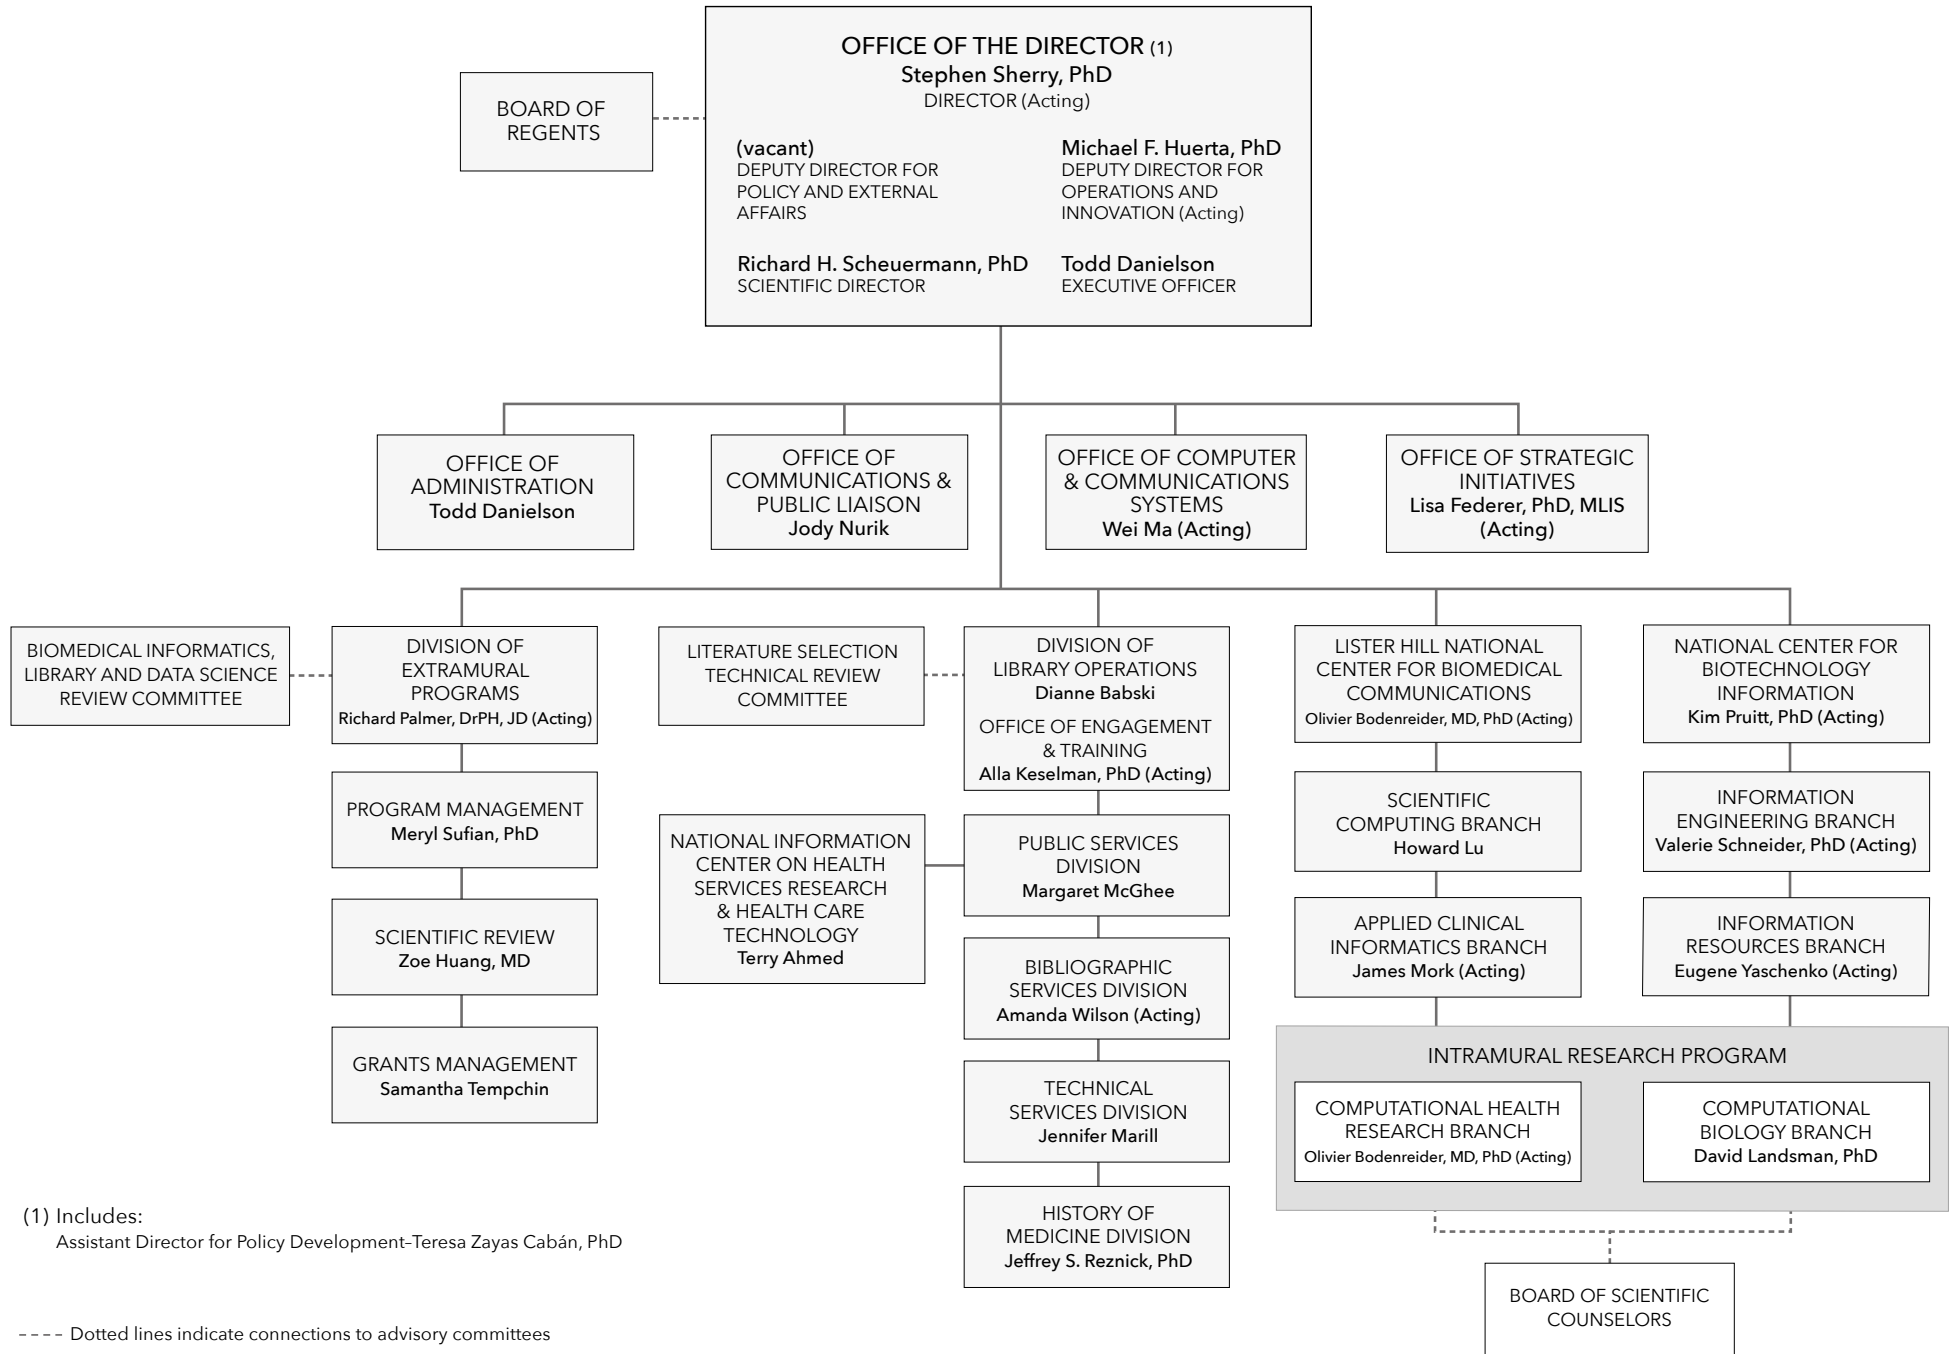 OFFICE OF THE DIRECTOR (1)
Stephen Sherry, PhD
DIRECTOR (Acting)
BOARD OF
REGENTS
(vacant)
DEPUTY DIRECTOR FOR
POLICY AND EXTERNAL
AFFAIRS
Michael F. Huerta, PhD
DEPUTY DIRECTOR FOR
OPERATIONS AND
INNOVATION (Acting)
Richard H. Scheuermann, PhD
SCIENTIFIC DIRECTOR
Todd Danielson
EXECUTIVE OFFICER
OFFICE OF
ADMINISTRATION
Todd Danielson
OFFICE OF
COMMUNICATIONS &
PUBLIC LIAISON
Jody Nurik
OFFICE OF COMPUTER
& COMMUNICATIONS
SYSTEMS
Wei Ma (Acting)
OFFICE OF STRATEGIC
INITIATIVES
Lisa Federer, PhD, MLIS
(Acting)
BIOMEDICAL INFORMATICS,
LIBRARY AND DATA SCIENCE
REVIEW COMMITTEE
DIVISION OF
EXTRAMURAL
PROGRAMS
Richard Palmer, DrPH, JD (Acting)
PROGRAM MANAGEMENT
Meryl Sufian, PhD
SCIENTIFIC REVIEW
Zoe Huang, MD
GRANTS MANAGEMENT
Samantha Tempchin
LITERATURE SELECTION
TECHNICAL REVIEW
COMMITTEE
DIVISION OF
LIBRARY OPERATIONS
Dianne Babski
OFFICE OF ENGAGEMENT
& TRAINING
Alla Keselman, PhD (Acting)
NATIONAL INFORMATION
CENTER ON HEALTH
SERVICES RESEARCH
& HEALTH CARE
TECHNOLOGY
Terry Ahmed
PUBLIC SERVICES
DIVISION
Margaret McGhee
BIBLIOGRAPHIC
SERVICES DIVISION
Amanda Wilson (Acting)
TECHNICAL
SERVICES DIVISION
Jennifer Marill
HISTORY OF
MEDICINE DIVISION
Jeffrey S. Reznick, PhD
LISTER HILL NATIONAL
CENTER FOR BIOMEDICAL
COMMUNICATIONS
Olivier Bodenreider, MD, PhD (Acting)
SCIENTIFIC
COMPUTING BRANCH
Howard Lu
APPLIED CLINICAL
INFORMATICS BRANCH
James Mork (Acting)
NATIONAL CENTER FOR
BIOTECHNOLOGY
INFORMATION
Kim Pruitt, PhD (Acting)
INFORMATION
ENGINEERING BRANCH
Valerie Schneider, PhD (Acting)
INFORMATION
RESOURCES BRANCH
Eugene Yaschenko (Acting)
INTRAMURAL RESEARCH PROGRAM
COMPUTATIONAL HEALTH
RESEARCH BRANCH
Olivier Bodenreider, MD, PhD (Acting)
COMPUTATIONAL
BIOLOGY BRANCH
David Landsman, PhD
BOARD OF SCIENTIFIC
COUNSELORS
(1) Includes:
Assistant Director for Policy Development–Teresa Zayas Cabán, PhD
---- Dotted lines indicate connections to advisory committees